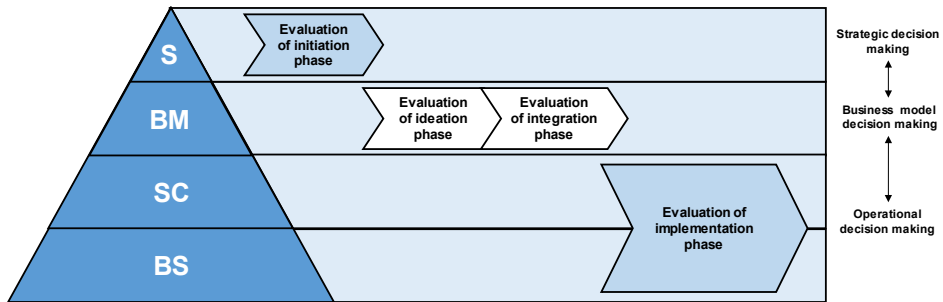 S
Evaluation
of initiation
phase
Strategic decision
making
BM
Evaluation
of ideation
phase
Evaluation
of integration
phase
Business model
decision making
SC
Evaluation of
implementation
phase
Operational
decision making
BS